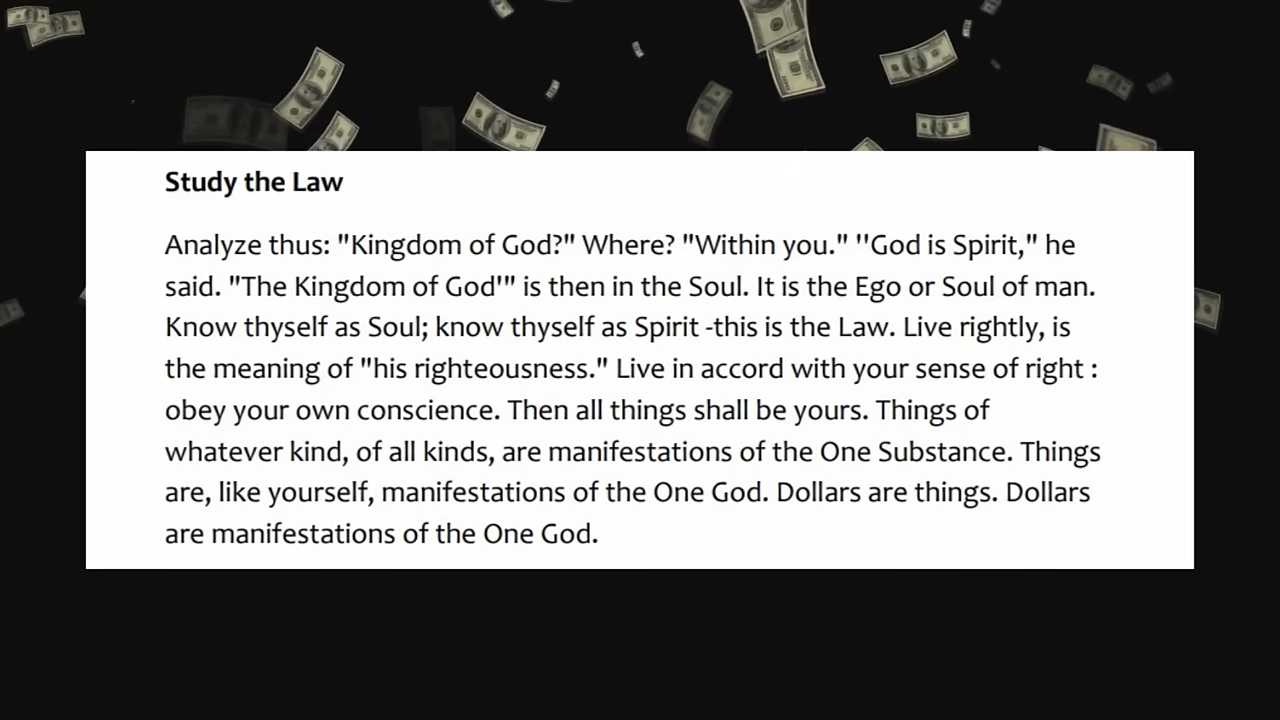 Study the Law
Analyze thus: "Kingdom of God?" Where? "Within you." ''God is Spirit," he
said. "The Kingdom of God'" is then in the Soul. It is the Ego or Soul of man.
Know thyself as Soul; know thyself as Spirit -this is the Law. Live rightly, is
the meaning of "his righteousness." Live in accord with your sense of right :
obey your own conscience. Then all things shall be yours. Things of
whatever kind, of all kinds, are manifestations of the One Substance. Things
are, like yourself, manifestations of the One God. Dollars are things. Dollars
are manifestations of the One God.